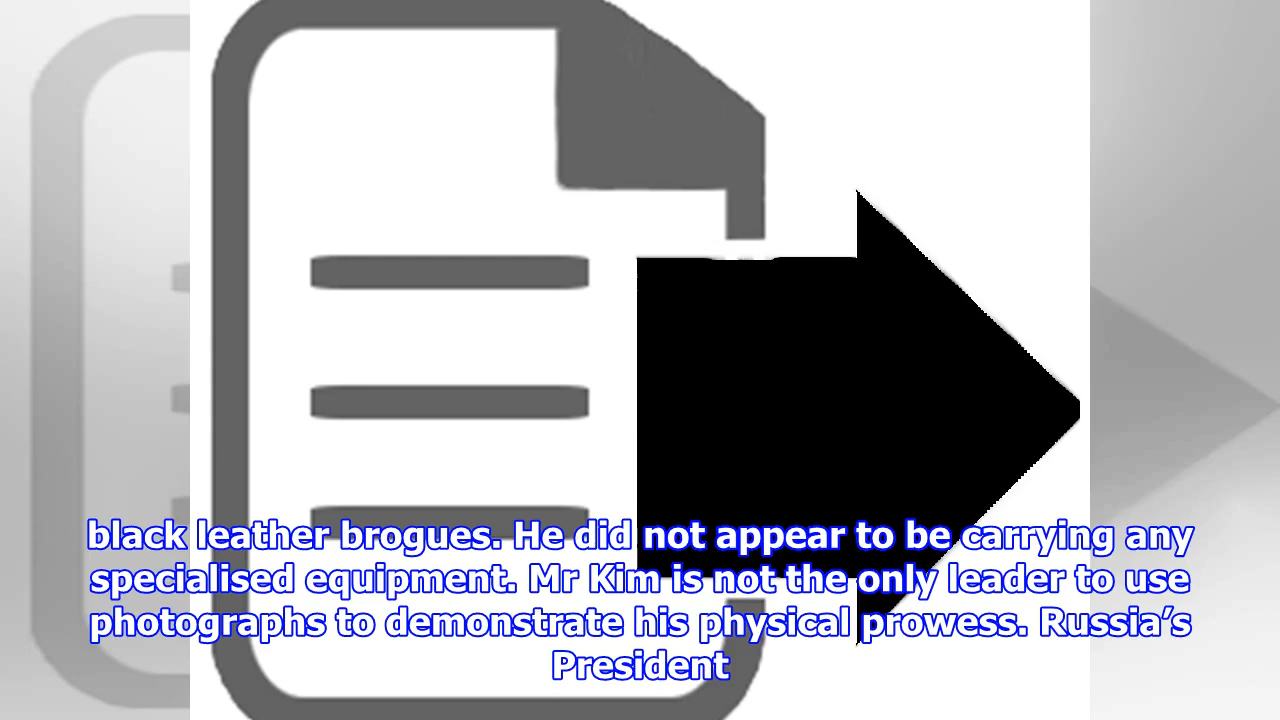 black leather brogues. He did not appear to be carrying any
specialised equipment. Mr Kim is not the only leader to use
photographs to demonstrate his physical prowess. Russia’s
President